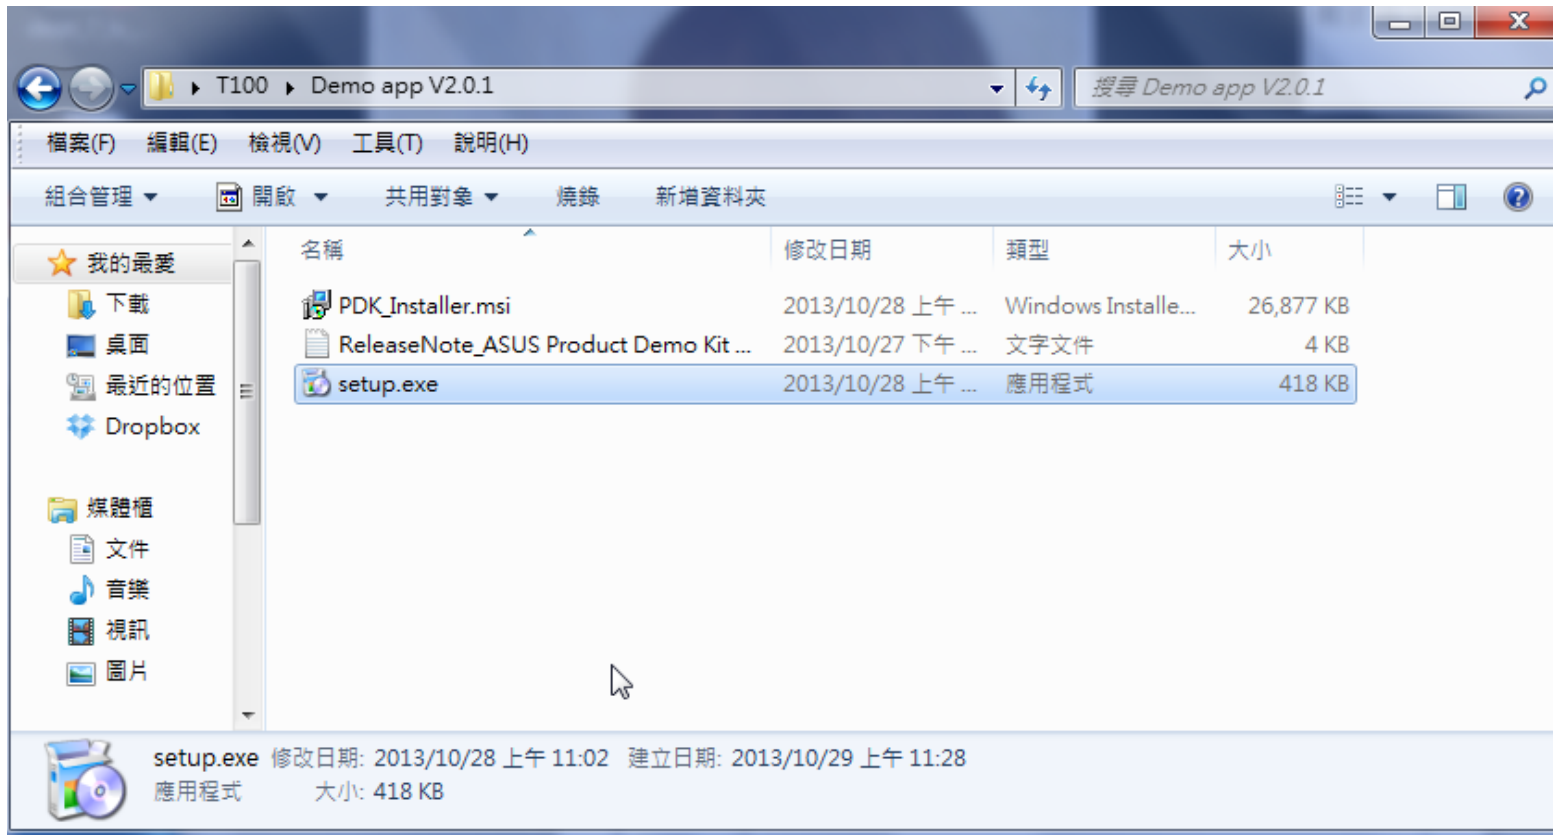 T100 Demo app V2.0.1
搜尋 Demo app V2.0.1
檔案(F) 編輯(E) 檢視(V) 工具(T) 說明(H)
組合管理 開啟 共用對象 燒錄 新增資料夾
名稱 修改日期 類型 大小
我的最愛
下載
桌面
最近的位置
Dropbox
媒體櫃
文件
音樂
視訊
圖片
PDK_Installer.msi 2013/10/28 上午 ... Windows Installe... 26,877 KB
ReleaseNote_ASUS Product Demo Kit ... 2013/10/27 下午 ... 文字文件 4 KB
setup.exe 2013/10/28 上午 ... 應用程式 418 KB
setup.exe 修改日期: 2013/10/28 上午 11:02 建立日期: 2013/10/29 上午 11:28
應用程式 大小: 418 KB